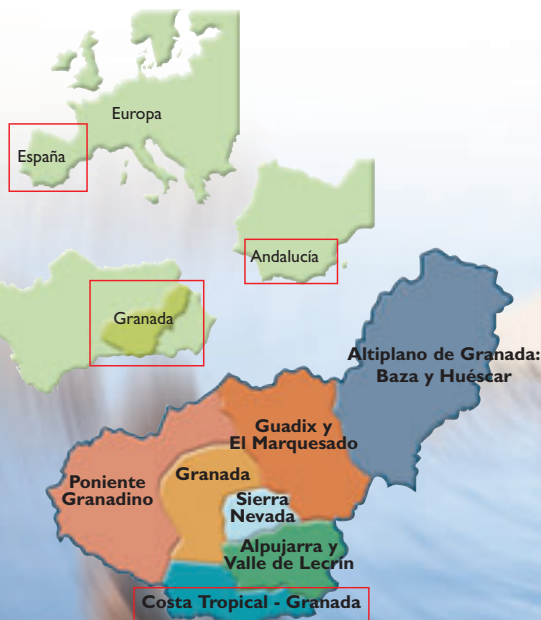 Europa
España
Andalucía
Granada
Altiplano de Granada:
Baza y Huéscar
Guadix y
El Marquesado
Granada
Poniente
Granadino
Sierra
Nevada
Alpujarra y
Valle de Lecrín
Costa Tropical - Granada